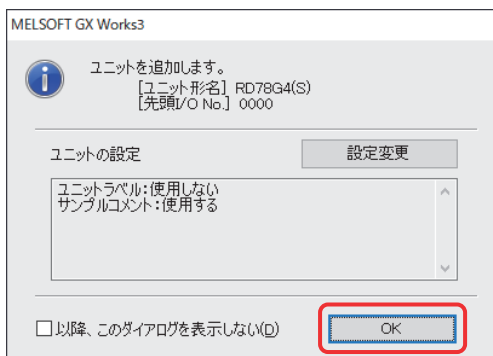 MELSOFT GX Works3
ユニットを追加します。
[ユニット形名] RD78G4(S)
[先頭I/O No.] 0000
ユニットの設定
設定変更
ユニットラベル:使用しない
サンプルコメント:使用する
以降、このダイアログを表示しない(D)
OK